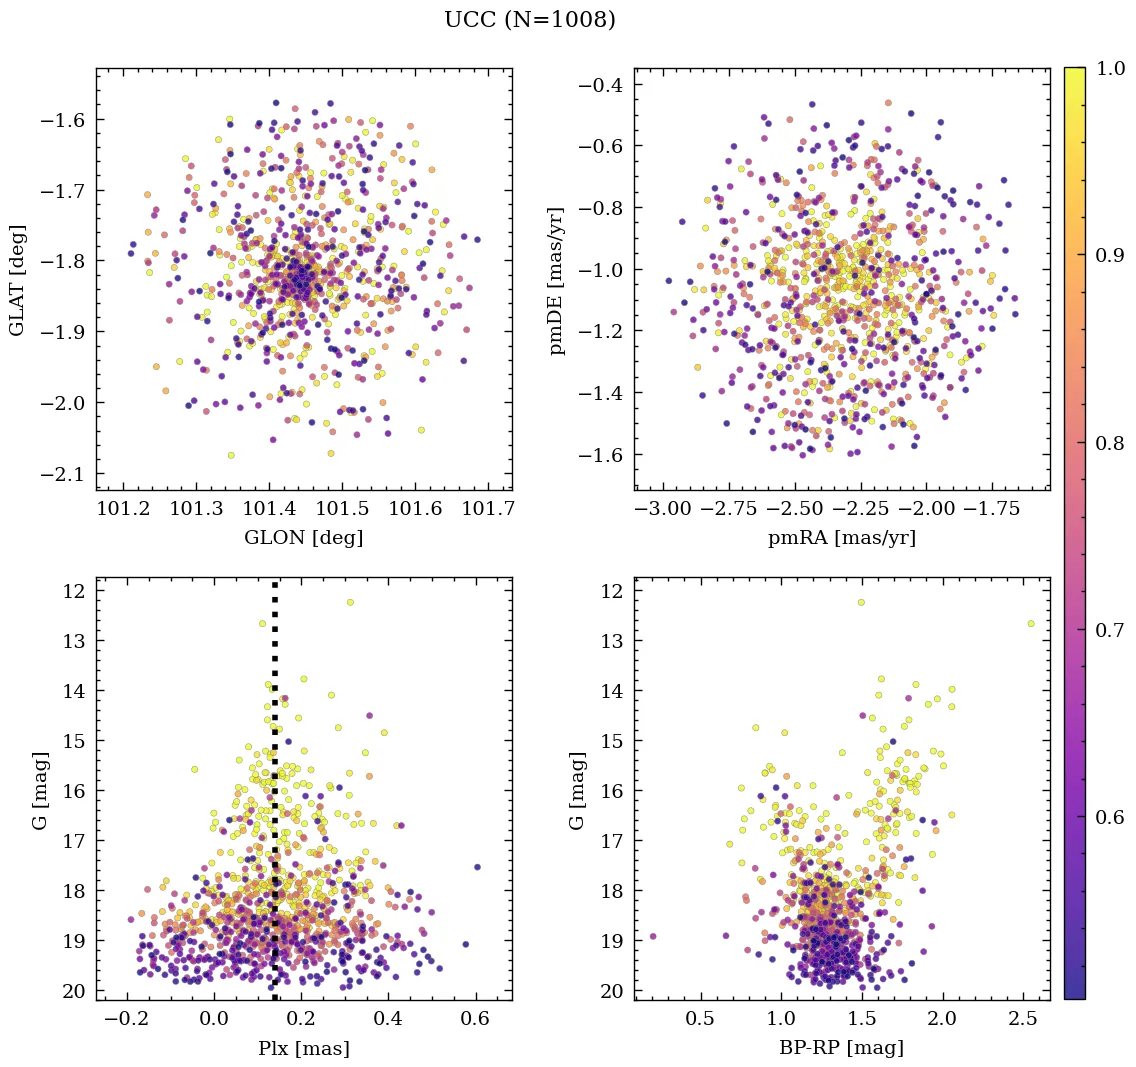 UCC (N=1008)
−1.6
−1.7
−1.8
−1.9
−2.0
−2.1
GLAT [deg]
101.2 101.3 101.4 101.5 101.6 101.7
GLON [deg]
−0.4
−0.6
−0.8
−1.0
−1.2
−1.4
−1.6
pmDE [mas/yr]
−3.00 −2.75 −2.50 −2.25 −2.00 −1.75
pmRA [mas/yr]
12
13
14
15
16
17
18
19
20
G [mag]
−0.2 0.0 0.2 0.4 0.6
Plx [mas]
12
13
14
15
16
17
18
19
20
G [mag]
0.5 1.0 1.5 2.0 2.5
BP-RP [mag]
1.0
0.9
0.8
0.7
0.6